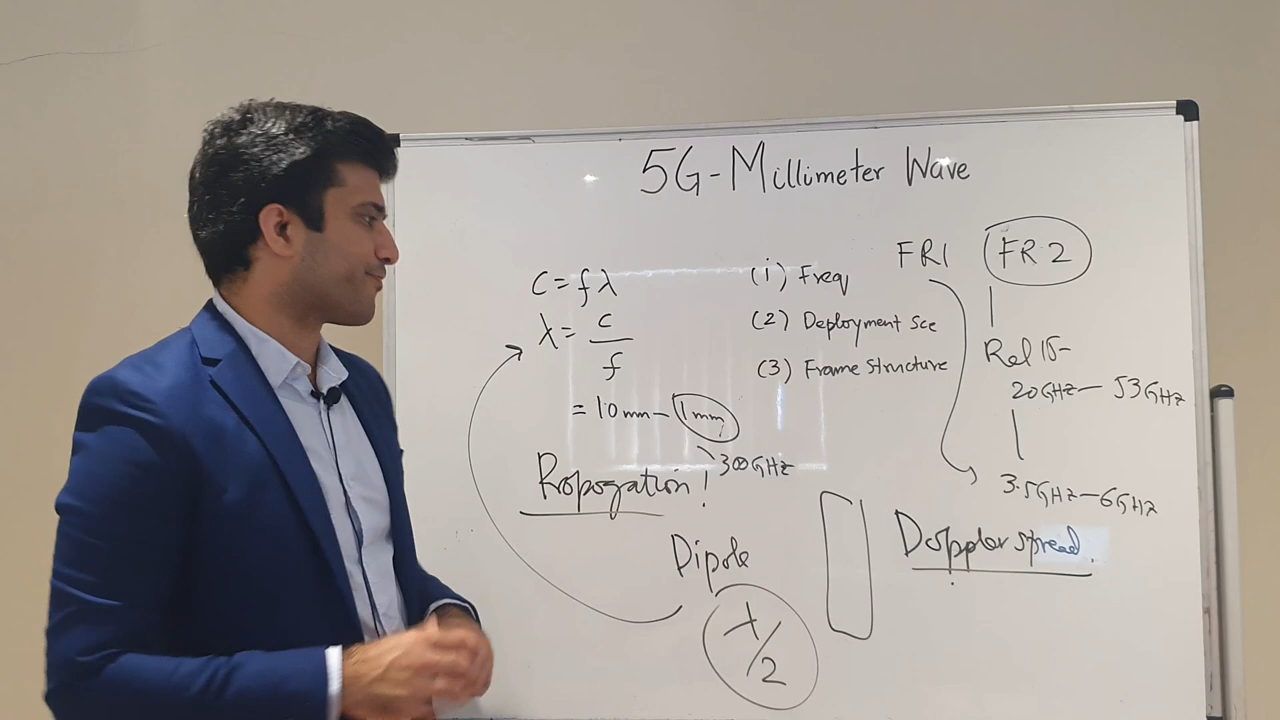 5G-Millimeter Wave
C = fλ
λ = c/f
= 10mm - 1mm
300GHz
Propogation!
Dipole
λ/2
(1) Freq
(2) Deployment Sce
(3) Frame Structure
FR1
FR2
Rel 15-
20GHz - 53GHz
3.5GHz - 6GHz
Doppler spread.